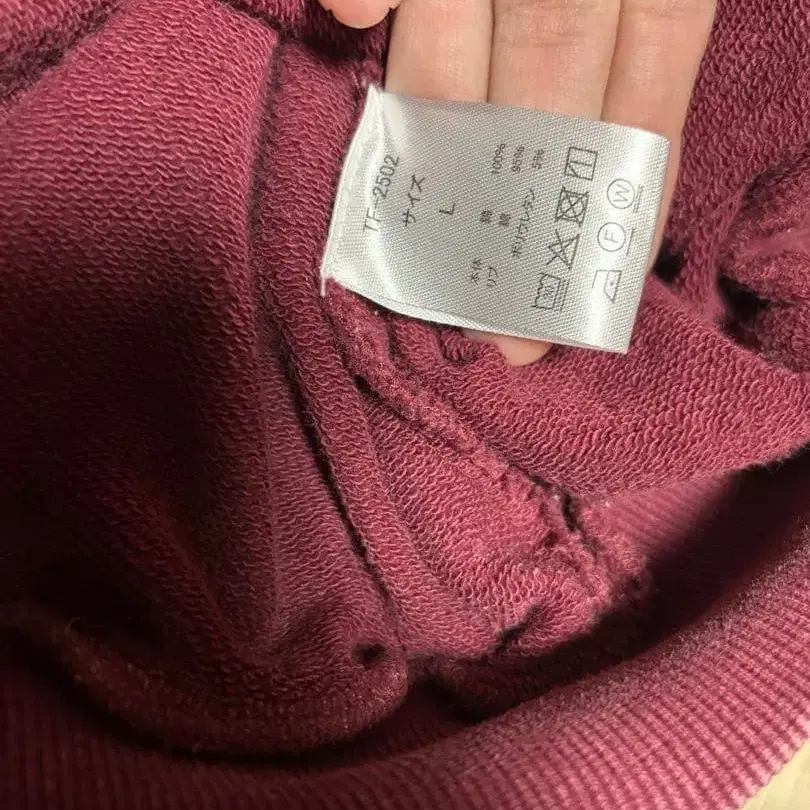 TF-2502
サイズ
L
本体 綿 100%
リブ 綿 95%
ポリウレタン 5%
F
W